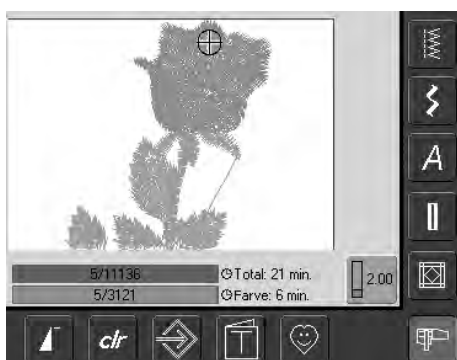 5/11136 Total: 21 min.
2.00
5/3121 Farve: 6 min.
A
clr
T